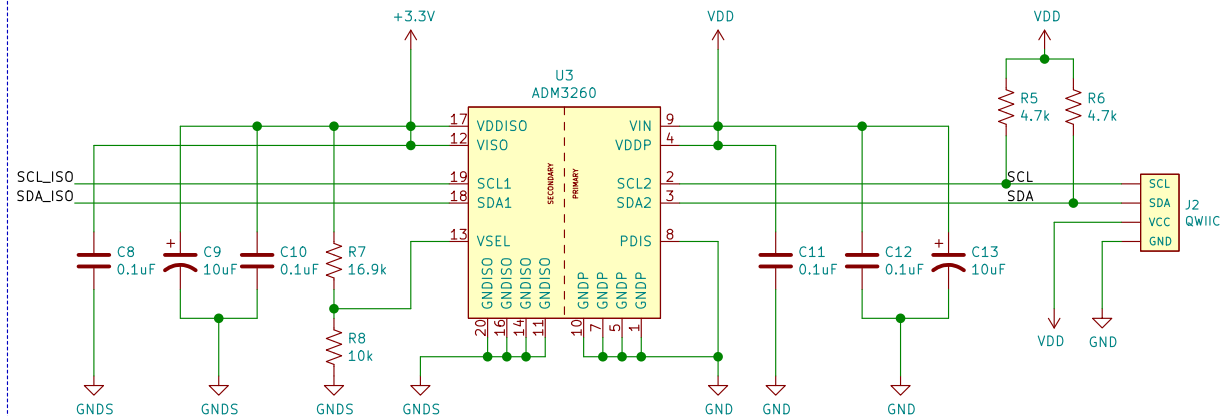 +3.3V
VDD
VDD
U3
ADM3260
R5
4.7k
R6
4.7k
17
VDDISO
VIN
9
12
VISO
VDDP
4
SECONDARY
PRIMARY
SCL_ISO
19
SCL1
SCL2
2
SCL
SDA_ISO
18
SDA1
SDA2
3
SDA
SCL
SDA
VCC
GND
J2
QWIIC
13
VSEL
PDIS
8
C8
0.1uF
+
C9
10uF
C10
0.1uF
R7
16.9k
C11
0.1uF
C12
0.1uF
+
C13
10uF
GNDISO
GNDISO
GNDISO
GNDISO
GNDP
GNDP
GNDP
GNDP
20
16
14
11
10
7
5
1
R8
10k
VDD
GND
GNDS
GNDS
GNDS
GNDS
GND
GND
GND